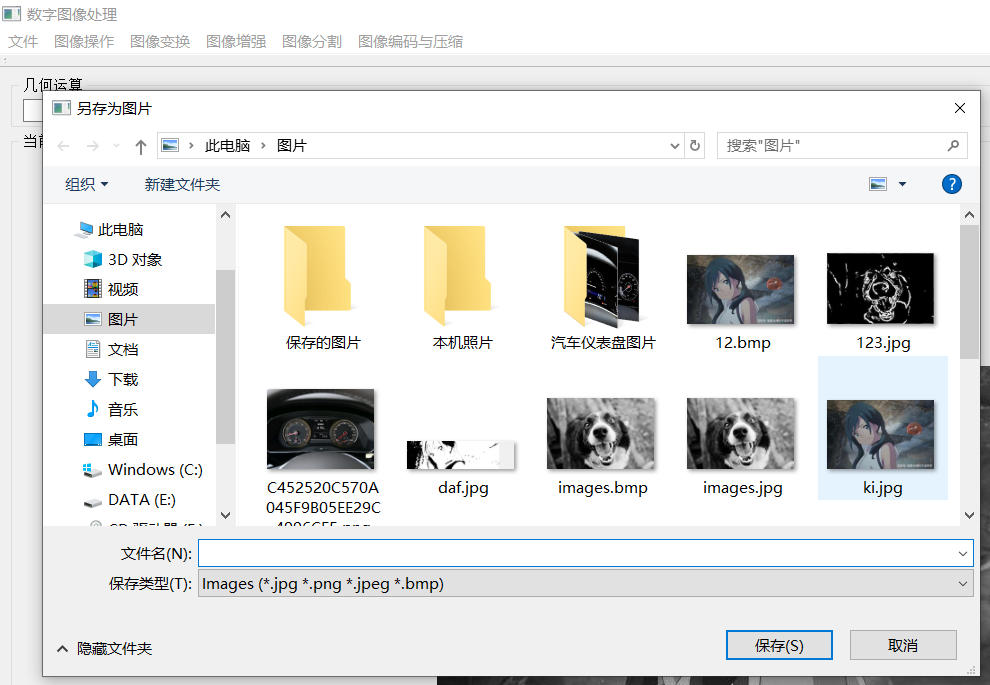 数字图像处理
文件 图像操作 图像变换 图像增强 图像分割 图像编码与压缩
几何运算
另存为图片
当前
此电脑 图片
搜索"图片"
组织 新建文件夹
此电脑
3D 对象
视频
图片
文档
下载
音乐
桌面
Windows (C:)
DATA (E:)
保存的图片 本机照片 汽车仪表盘图片 12.bmp 123.jpg
C452520C570A
045F9B05EE29C
daf.jpg images.bmp images.jpg ki.jpg
文件名(N):
保存类型(T): Images (*.jpg *.png *.jpeg *.bmp)
隐藏文件夹
保存(S) 取消